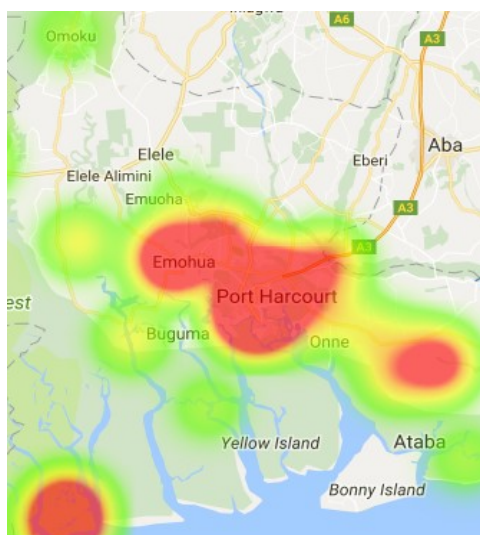 Omoku
A6
A3
Aba
Elele
Eberi
Elele Alimini
Emuoha
A3
A3
Emohua
Port Harcourt
est
Buguma
Onne
Yellow Island
Ataba
Bonny Island